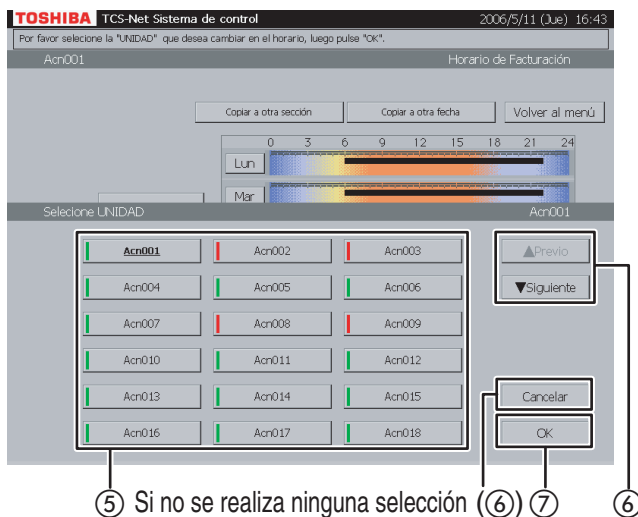 TOSHIBA TCS-Net Sistema de control 2006/5/11 (Jue) 16:43
Por favor selecione la "UNIDAD" que desea cambiar en el horario, luego pulse "OK".
Acn001 Horario de Facturación
Copiar a otra sección Copiar a otra fecha Volver al menú
0 3 6 9 12 15 18 21 24
Lun
Mar
Selecione UNIDAD Acn001
Acn001 Acn002 Acn003 ▲Previo
Acn004 Acn005 Acn006 ▼Siguiente
Acn007 Acn008 Acn009
Acn010 Acn011 Acn012
Acn013 Acn014 Acn015 Cancelar
Acn016 Acn017 Acn018 OK
⑤ Si no se realiza ninguna selección (⑥) ⑦ ⑥